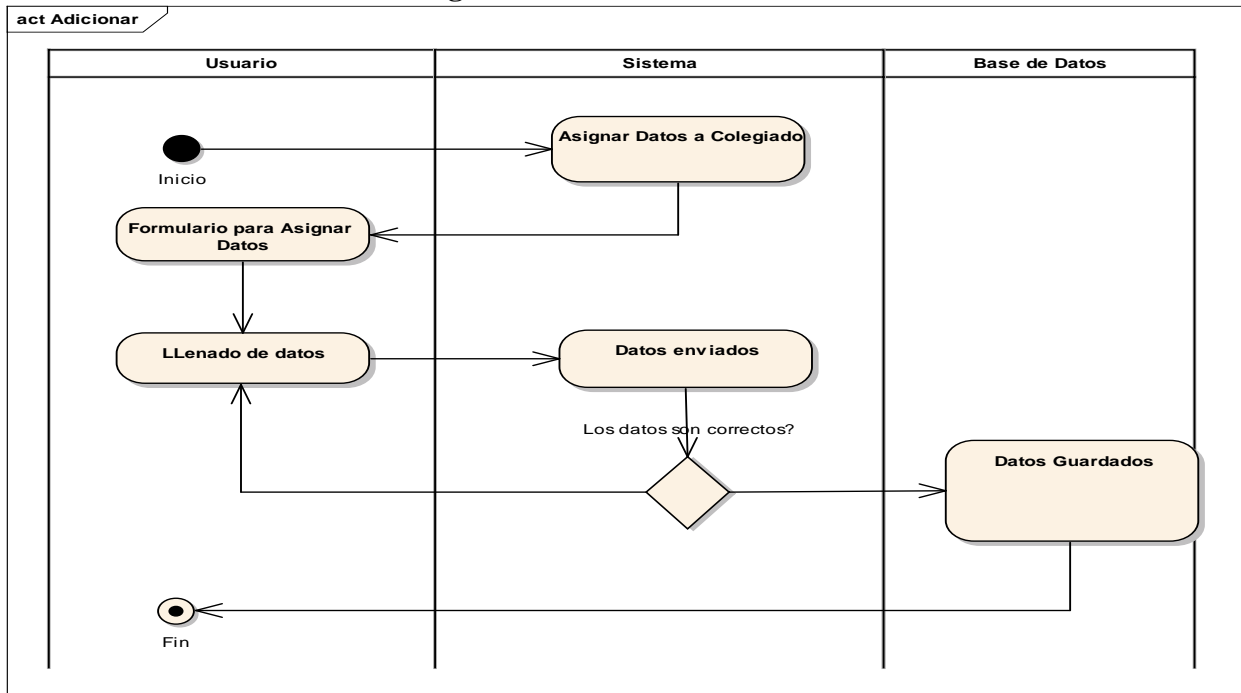 act Adicionar
Usuario
Sistema
Base de Datos
Asignar Datos a Colegiado
Inicio
Formulario para Asignar
Datos
LLenado de datos
Datos enviados
Los datos son correctos?
Datos Guardados
Fin